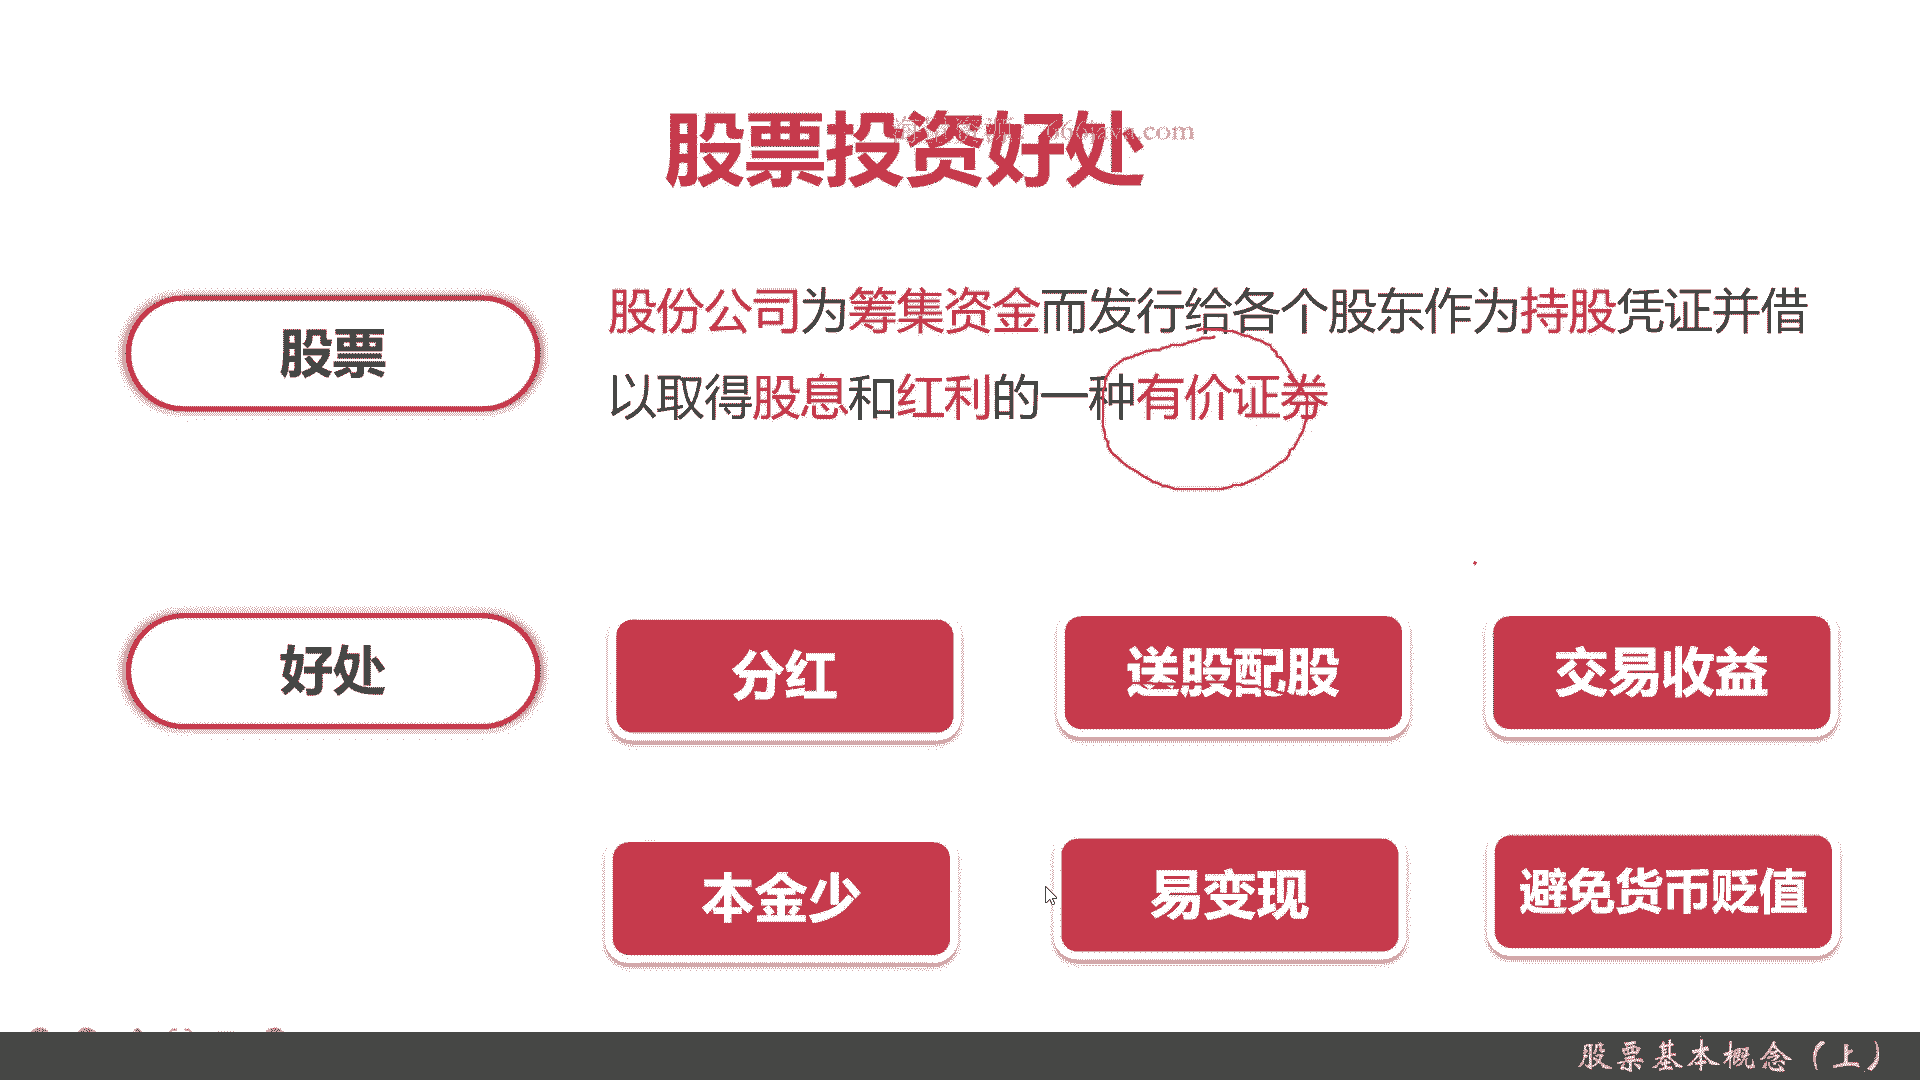 股票投资好处
股票
股份公司为筹集资金而发行给各个股东作为持股凭证并借
以取得股息和红利的一种有价证券
好处
分红
送股配股
交易收益
本金少
易变现
避免货币贬值
股票基本概念（上）